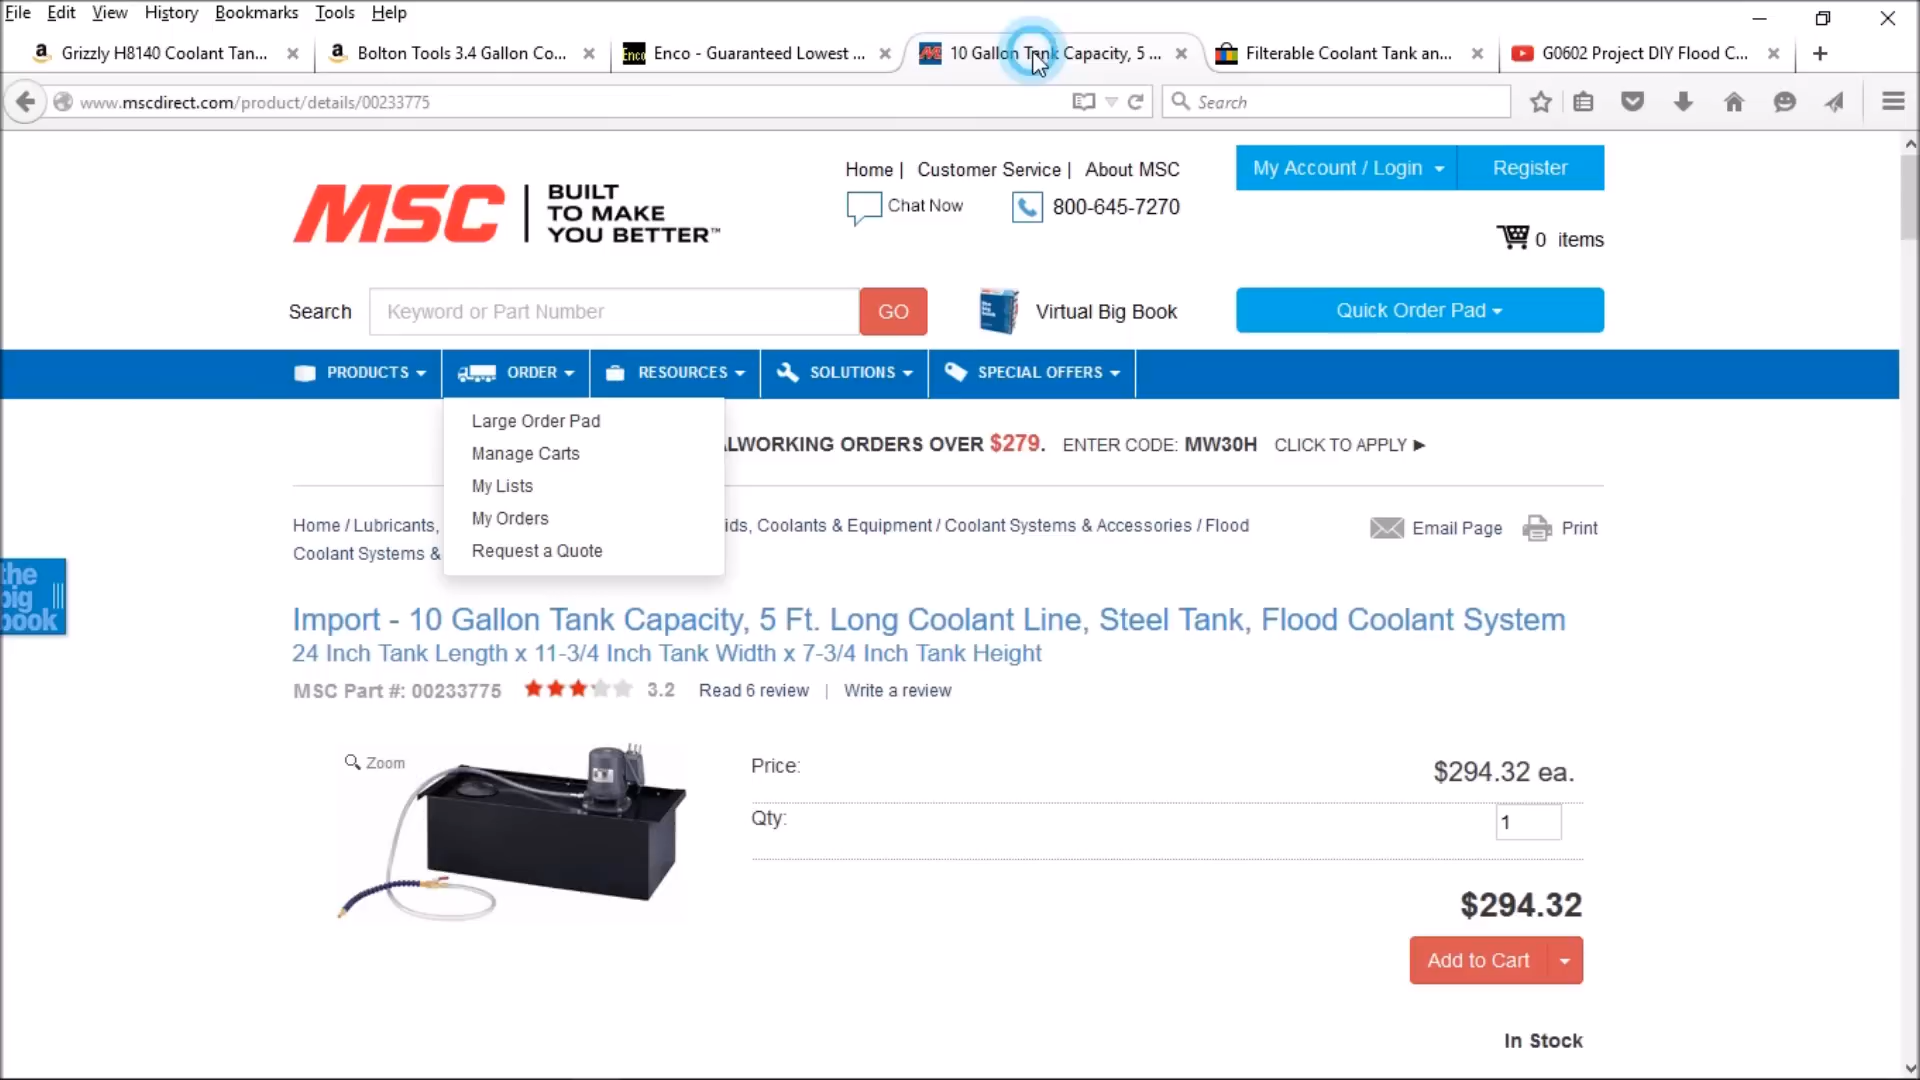 File Edit View History Bookmarks Tools Help
Grizzly H8140 Coolant Tan...
Bolton Tools 3.4 Gallon Co...
Enco
Enco - Guaranteed Lowest ...
10 Gallon Tank Capacity, 5 ...
Filterable Coolant Tank an...
G0602 Project DIY Flood C...
www.mscdirect.com/product/details/00233775
Search
MSC
BUILT
TO MAKE
YOU BETTER™
Home | Customer Service | About MSC
Chat Now
800-645-7270
My Account / Login
Register
0 items
Search
Keyword or Part Number
GO
Virtual Big Book
Quick Order Pad
PRODUCTS ORDER RESOURCES SOLUTIONS SPECIAL OFFERS
Large Order Pad
Manage Carts
My Lists
My Orders
Request a Quote
ALWORKING ORDERS OVER $279. ENTER CODE: MW30H CLICK TO APPLY ►
Home / Lubricants, ids, Coolants & Equipment / Coolant Systems & Accessories / Flood
Coolant Systems &
Email Page
Print
the
big
book
Import - 10 Gallon Tank Capacity, 5 Ft. Long Coolant Line, Steel Tank, Flood Coolant System
24 Inch Tank Length x 11-3/4 Inch Tank Width x 7-3/4 Inch Tank Height
MSC Part #: 00233775 3.2 Read 6 review | Write a review
Zoom
Price: $294.32 ea.
Qty: 1
$294.32
Add to Cart
In Stock